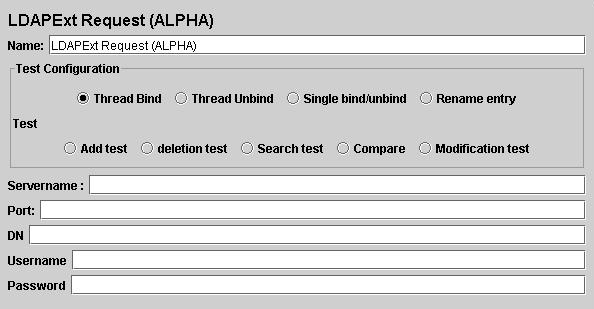 LDAPExt Request (ALPHA)
Name: LDAPExt Request (ALPHA)
Test Configuration
Thread Bind Thread Unbind Single bind/unbind Rename entry
Test
Add test deletion test Search test Compare Modification test
Servername :
Port:
DN
Username
Password